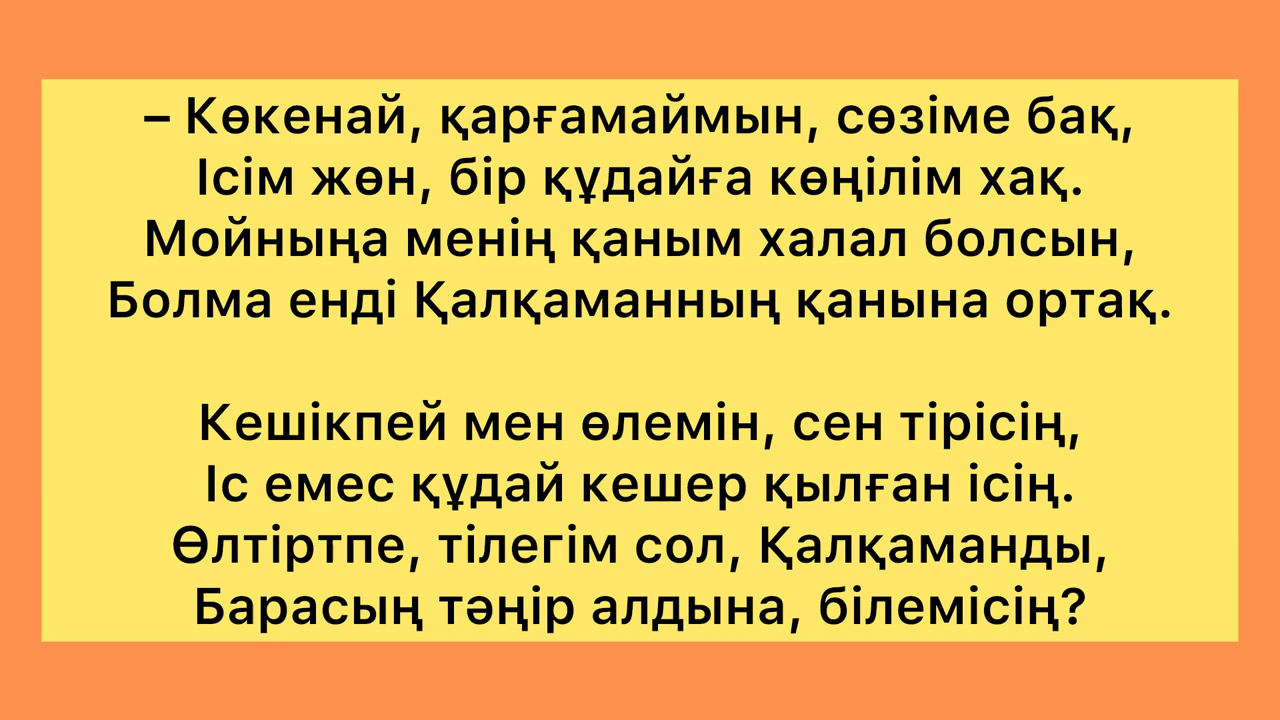 – Көкенай, қарғамаймын, сөзіме бақ,
Ісім жөн, бір құдайға көңілім хақ.
Мойныңа менің қаным халал болсын,
Болма енді Қалқаманның қанына ортақ.
Кешікпей мен өлемін, сен тірісің,
Іс емес құдай кешер қылған ісің.
Өлтіртпе, тілегім сол, Қалқаманды,
Барасың тәңір алдына, білемісің?